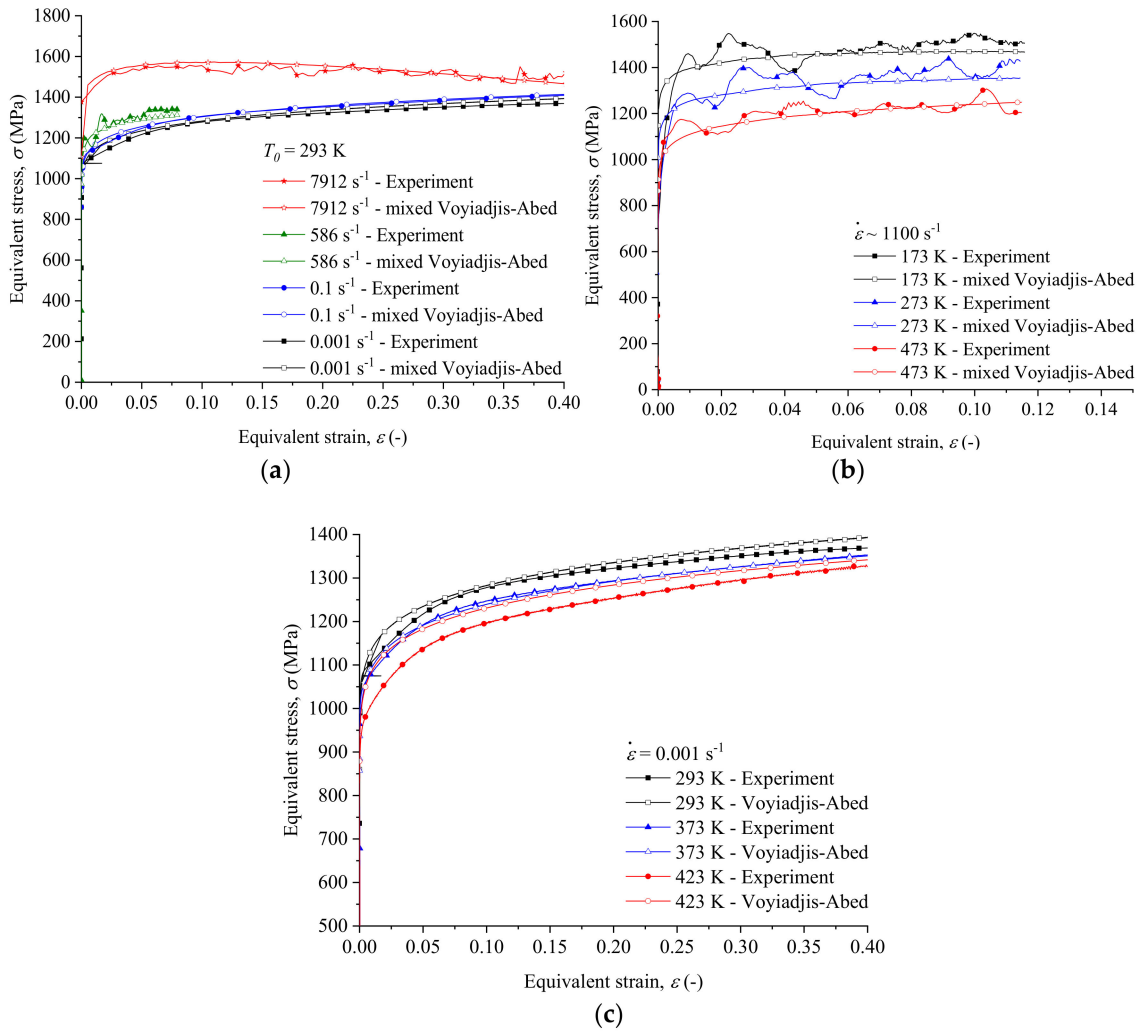 1800
1600
1400
1200
1000
800
600
400
200
0
Equivalent stress, σ (MPa)
T0 = 293 K
7912 s-1 - Experiment
7912 s-1 - mixed Voyiadjis-Abed
586 s-1 - Experiment
586 s-1 - mixed Voyiadjis-Abed
0.1 s-1 - Experiment
0.1 s-1 - mixed Voyiadjis-Abed
0.001 s-1 - Experiment
0.001 s-1 - mixed Voyiadjis-Abed
0.00 0.05 0.10 0.15 0.20 0.25 0.30 0.35 0.40
Equivalent strain, ε (-)
(a)
1600
1400
1200
1000
800
600
400
200
0
Equivalent stress, σ (MPa)
ε̇ ~ 1100 s-1
173 K - Experiment
173 K - mixed Voyiadjis-Abed
273 K - Experiment
273 K - mixed Voyiadjis-Abed
473 K - Experiment
473 K - mixed Voyiadjis-Abed
0.00 0.02 0.04 0.06 0.08 0.10 0.12 0.14
Equivalent strain, ε (-)
(b)
1400
1300
1200
1100
1000
900
800
700
600
500
Equivalent stress, σ (MPa)
ε̇ = 0.001 s-1
293 K - Experiment
293 K - Voyiadjis-Abed
373 K - Experiment
373 K - Voyiadjis-Abed
423 K - Experiment
423 K - Voyiadjis-Abed
0.00 0.05 0.10 0.15 0.20 0.25 0.30 0.35 0.40
Equivalent strain, ε (-)
(c)